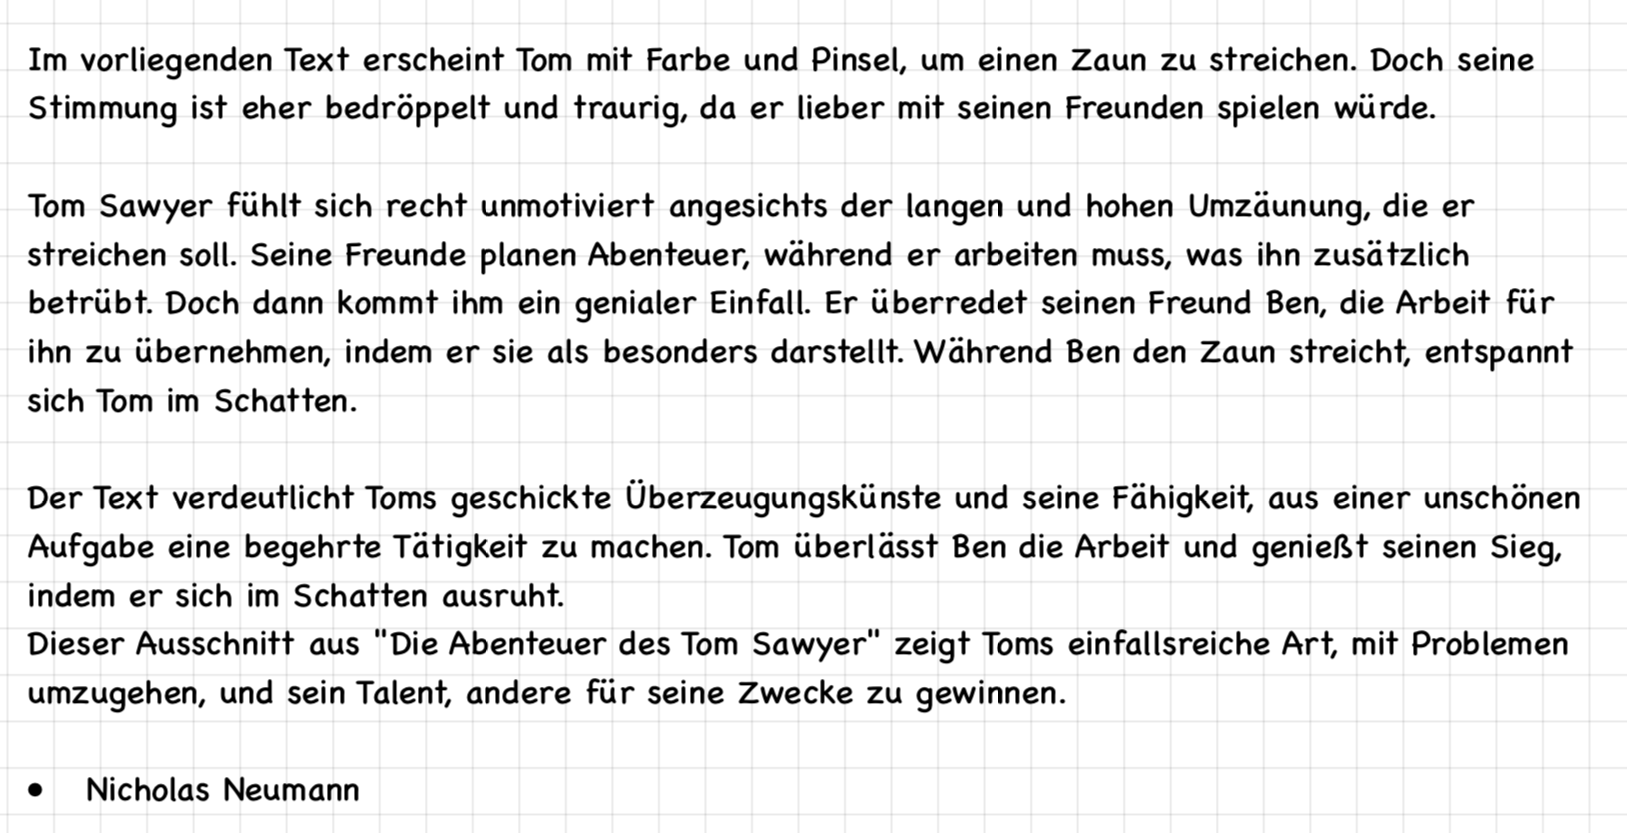 Im vorliegenden Text erscheint Tom mit Farbe und Pinsel, um einen Zaun zu streichen. Doch seine
Stimmung ist eher bedröppelt und traurig, da er lieber mit seinen Freunden spielen würde.
Tom Sawyer fühlt sich recht unmotiviert angesichts der langen und hohen Umzäunung, die er
streichen soll. Seine Freunde planen Abenteuer, während er arbeiten muss, was ihn zusätzlich
betrübt. Doch dann kommt ihm ein genialer Einfall. Er überredet seinen Freund Ben, die Arbeit für
ihn zu übernehmen, indem er sie als besonders darstellt. Während Ben den Zaun streicht, entspannt
sich Tom im Schatten.
Der Text verdeutlicht Toms geschickte Überzeugungskünste und seine Fähigkeit, aus einer unschönen
Aufgabe eine begehrte Tätigkeit zu machen. Tom überlässt Ben die Arbeit und genießt seinen Sieg,
indem er sich im Schatten ausruht.
Dieser Ausschnitt aus "Die Abenteuer des Tom Sawyer" zeigt Toms einfallsreiche Art, mit Problemen
umzugehen, und sein Talent, andere für seine Zwecke zu gewinnen.
• Nicholas Neumann